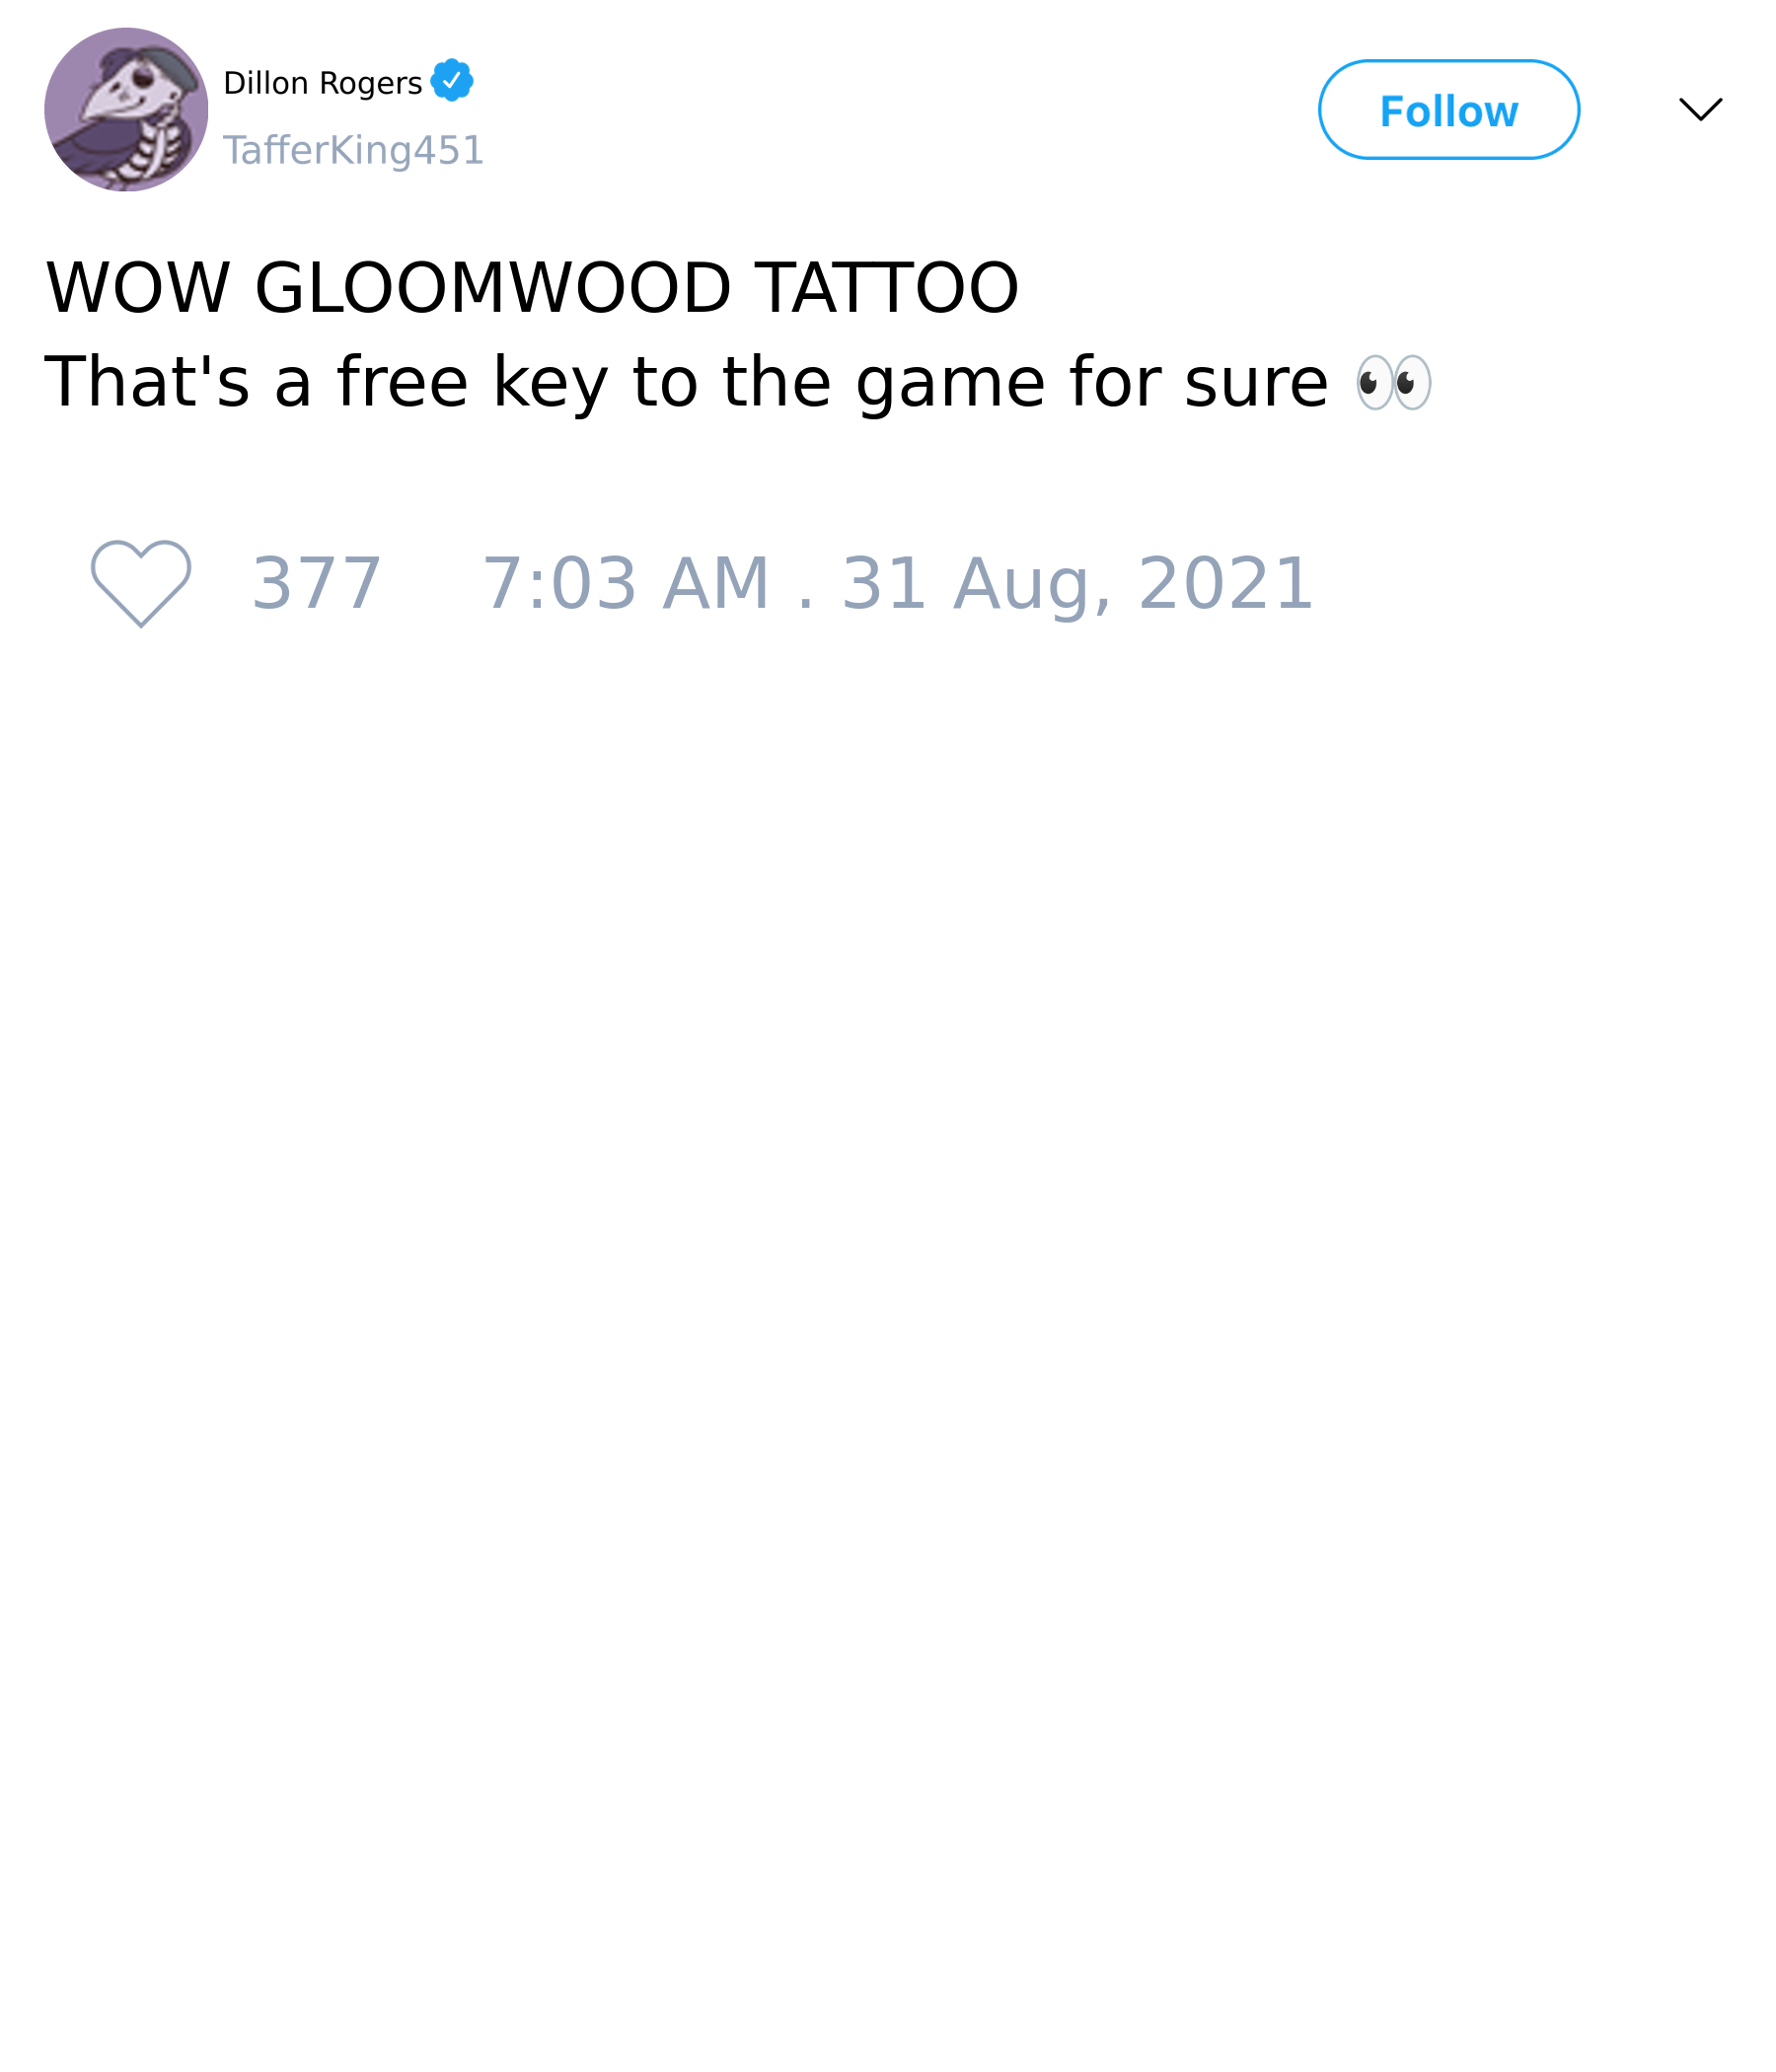 Dillon Rogers
TafferKing451
Follow
WOW GLOOMWOOD TATTOO
That's a free key to the game for sure 👀
377 7:03 AM . 31 Aug, 2021